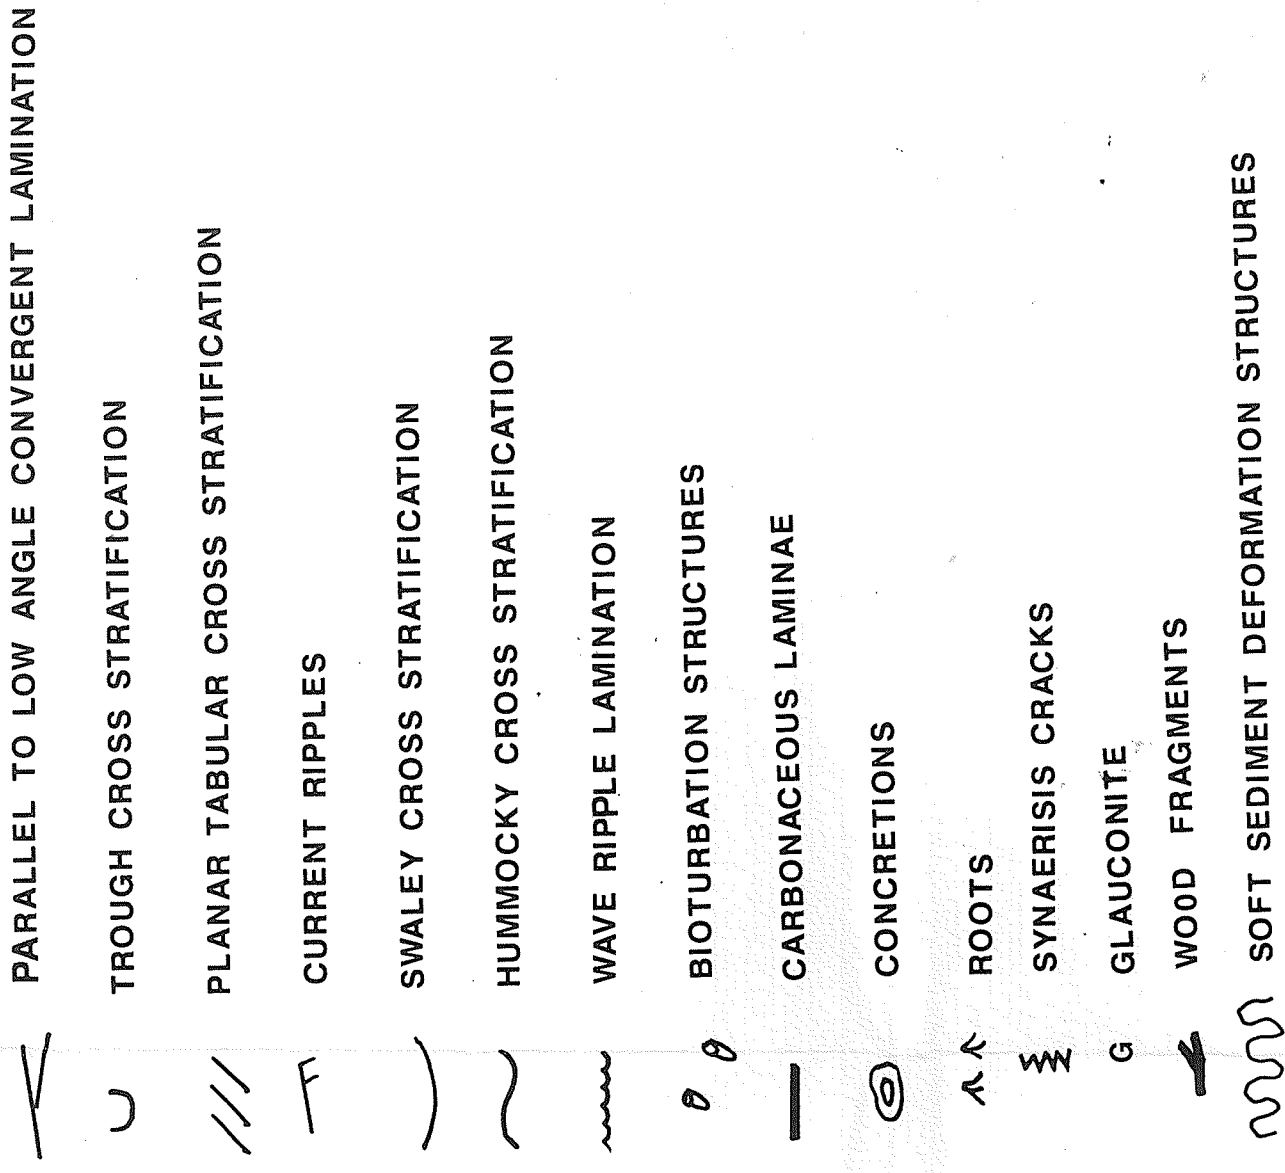 PARALLEL TO LOW ANGLE CONVERGENT LAMINATION
TROUGH CROSS STRATIFICATION
PLANAR TABULAR CROSS STRATIFICATION
CURRENT RIPPLES
SWALEY CROSS STRATIFICATION
HUMMOCKY CROSS STRATIFICATION
WAVE RIPPLE LAMINATION
BIOTURBATION STRUCTURES
CARBONACEOUS LAMINAE
CONCRETIONS
ROOTS
SYNAERISIS CRACKS
G GLAUCONITE
WOOD FRAGMENTS
SOFT SEDIMENT DEFORMATION STRUCTURES